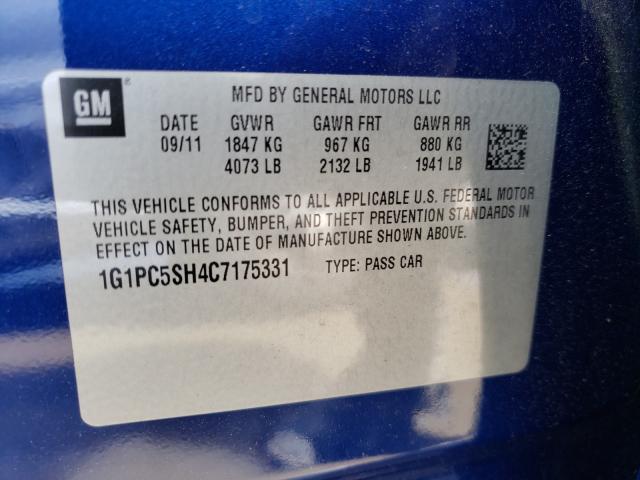 GM
MFD BY GENERAL MOTORS LLC
DATE GVWR GAWR FRT GAWR RR
09/11 1847 KG 967 KG 880 KG
4073 LB 2132 LB 1941 LB
THIS VEHICLE CONFORMS TO ALL APPLICABLE U.S. FEDERAL MOTOR
VEHICLE SAFETY, BUMPER, AND THEFT PREVENTION STANDARDS IN
EFFECT ON THE DATE OF MANUFACTURE SHOWN ABOVE.
1G1PC5SH4C7175331 TYPE: PASS CAR